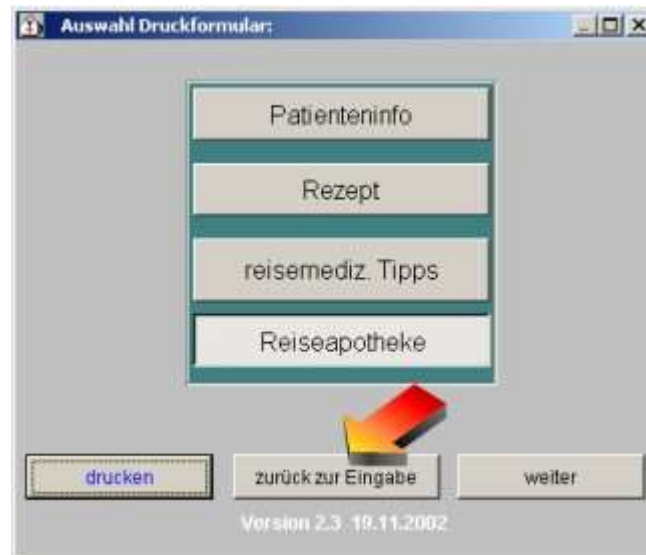 Auswahl Druckformular:
Patienteninfo
Rezept
reisemediz. Tipps
Reiseapotheke
drucken
zurück zur Eingabe
weiter
Version 2.3 19.11.2002